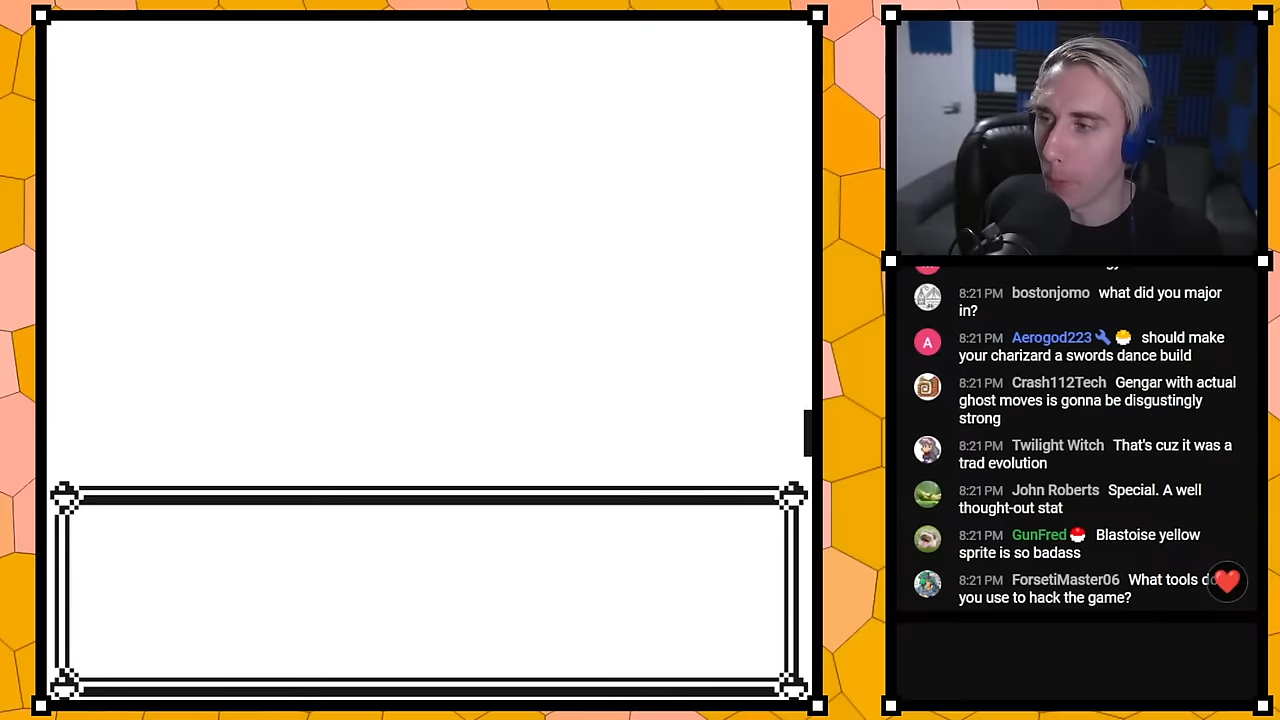 8:21 PM bostonjomo what did you major
in?
A
8:21 PM Aerogod223 should make
your charizard a swords dance build
8:21 PM Crash112Tech Gengar with actual
ghost moves is gonna be disgustingly
strong
8:21 PM Twilight Witch That's cuz it was a
trad evolution
8:21 PM John Roberts Special. A well
thought-out stat
8:21 PM GunFred Blastoise yellow
sprite is so badass
8:21 PM ForsetiMaster06 What tools
you use to hack the game?